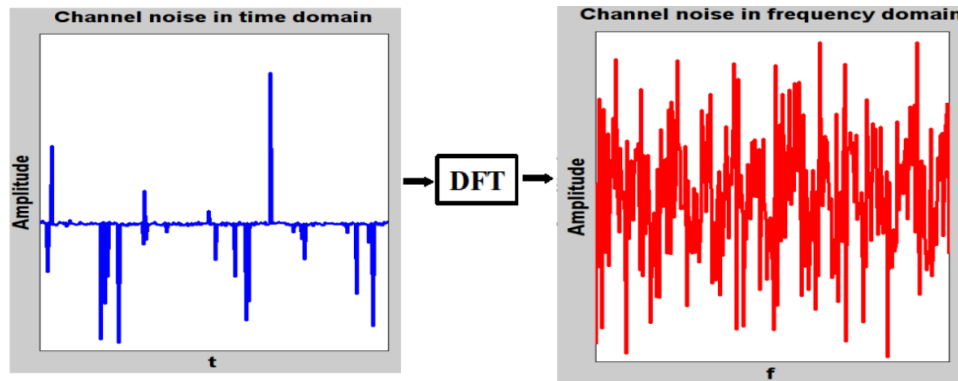 Channel noise in time domain
Amplitude
t
DFT
Channel noise in frequency domain
Amplitude
f